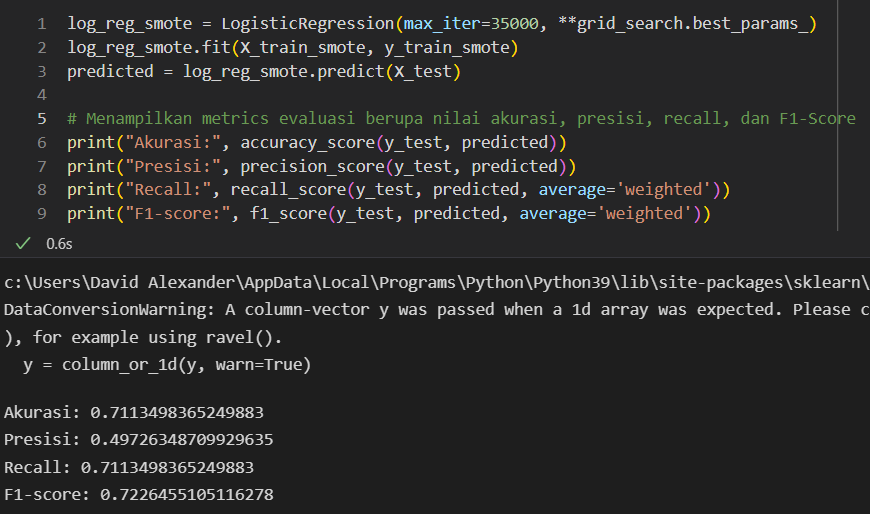 1 log_reg_smote = LogisticRegression(max_iter=35000, **grid_search.best_params_)
2 log_reg_smote.fit(X_train_smote, y_train_smote)
3 predicted = log_reg_smote.predict(X_test)
4
5 # Menampilkan metrics evaluasi berupa nilai akurasi, presisi, recall, dan F1-Score
6 print("Akurasi:", accuracy_score(y_test, predicted))
7 print("Presisi:", precision_score(y_test, predicted))
8 print("Recall:", recall_score(y_test, predicted, average='weighted'))
9 print("F1-score:", f1_score(y_test, predicted, average='weighted'))
0.6s
c:\Users\David Alexander\AppData\Local\Programs\Python\Python39\lib\site-packages\sklearn\
DataConversionWarning: A column-vector y was passed when a 1d array was expected. Please c
), for example using ravel().
y = column_or_1d(y, warn=True)
Akurasi: 0.7113498365249883
Presisi: 0.49726348709929635
Recall: 0.7113498365249883
F1-score: 0.7226455105116278